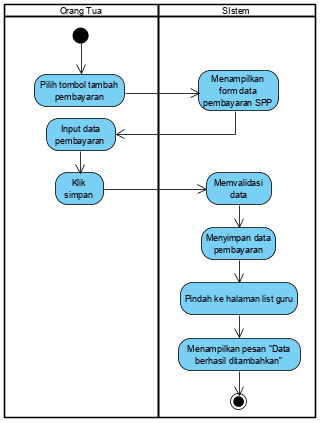 Orang Tua
SIstem
Pilih tombol tambah
pembayaran
Menampilkan
form data
pembayaran SPP
Input data
pembayaran
Klik
simpan
Memvalidasi
data
Menyimpan data
pembayaran
Pindah ke halaman list guru
Menampilkan pesan "Data
berhasil ditambahkan"